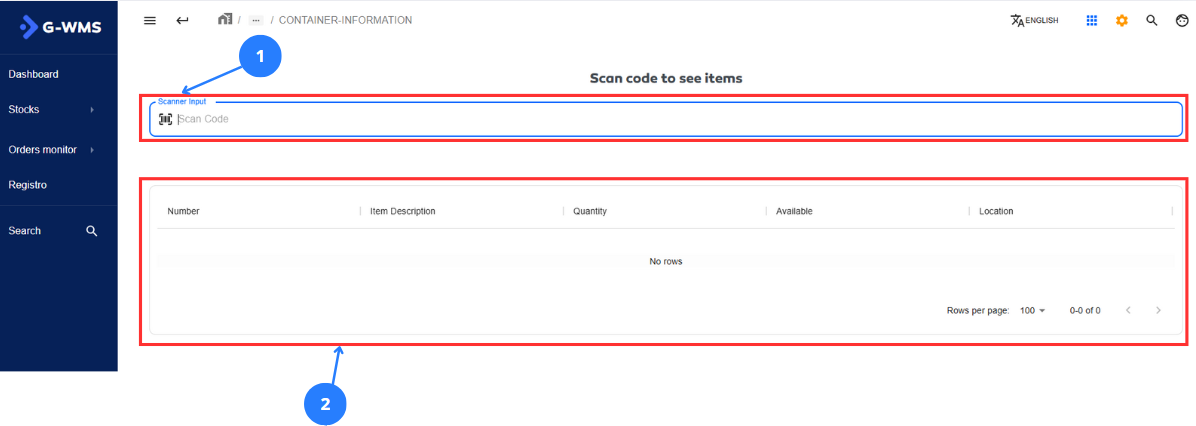 G-WMS
/ ... / CONTAINER-INFORMATION
ENGLISH
1
Dashboard
Scan code to see items
Scanner Input
Stocks
Scan Code
Orders monitor
Registro
Number Item Description Quantity Available Location
Search
No rows
Rows per page: 100 0-0 of 0
2